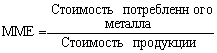 Стоимость потребленн ого
металла
ММЕ =
Стоимость продукции